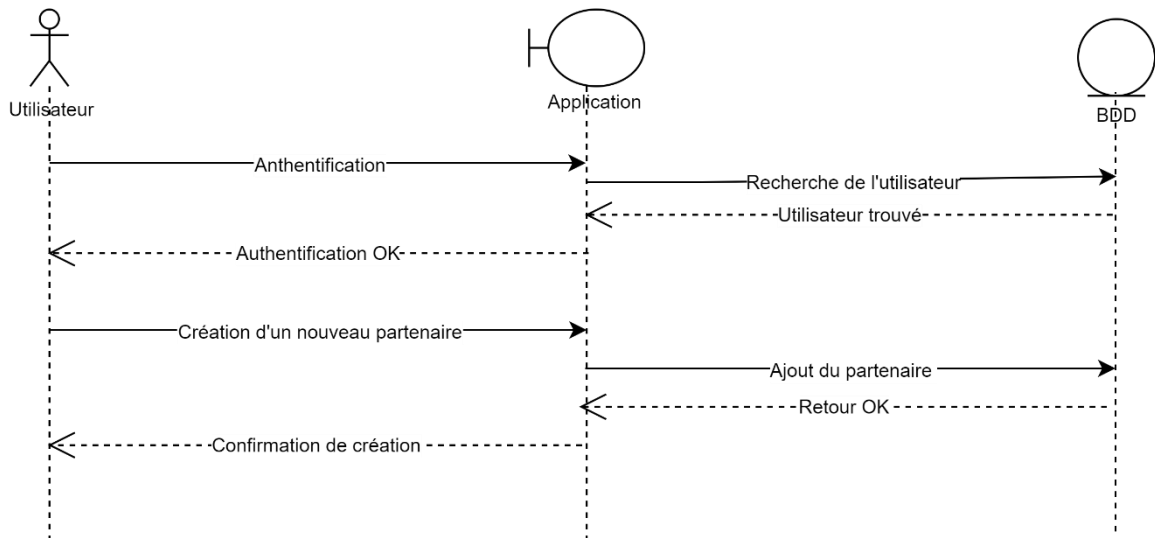 Utilisateur
Application
BDD
Anthentification
Recherche de l'utilisateur
Utilisateur trouvé
Authentification OK
Création d'un nouveau partenaire
Ajout du partenaire
Retour OK
Confirmation de création